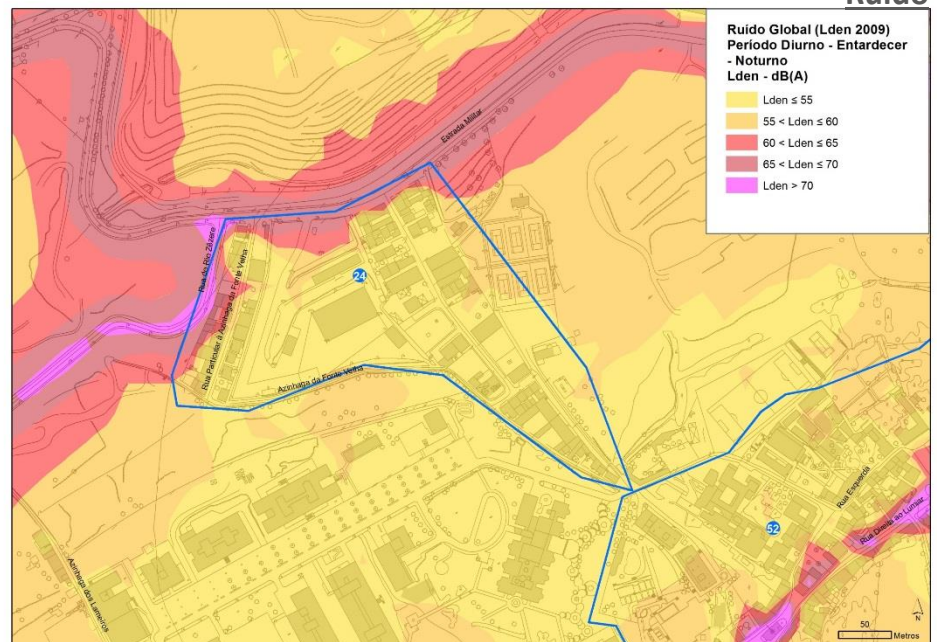 Ruído
Ruído Global (Lden 2009)
Período Diurno - Entardecer
- Noturno
Lden - dB(A)
Lden ≤ 55
55 < Lden ≤ 60
60 < Lden ≤ 65
65 < Lden ≤ 70
Lden > 70
Estrada Militar
Rua do Rio Zêzere
Rua Particular à Azinhaga da Fonte Velha
24
Azinhaga da Fonte Velha
Rua Esquerda
Rua Direita ao Lumiar
52
Azinhaga dos Lameiros
N
50
Metros